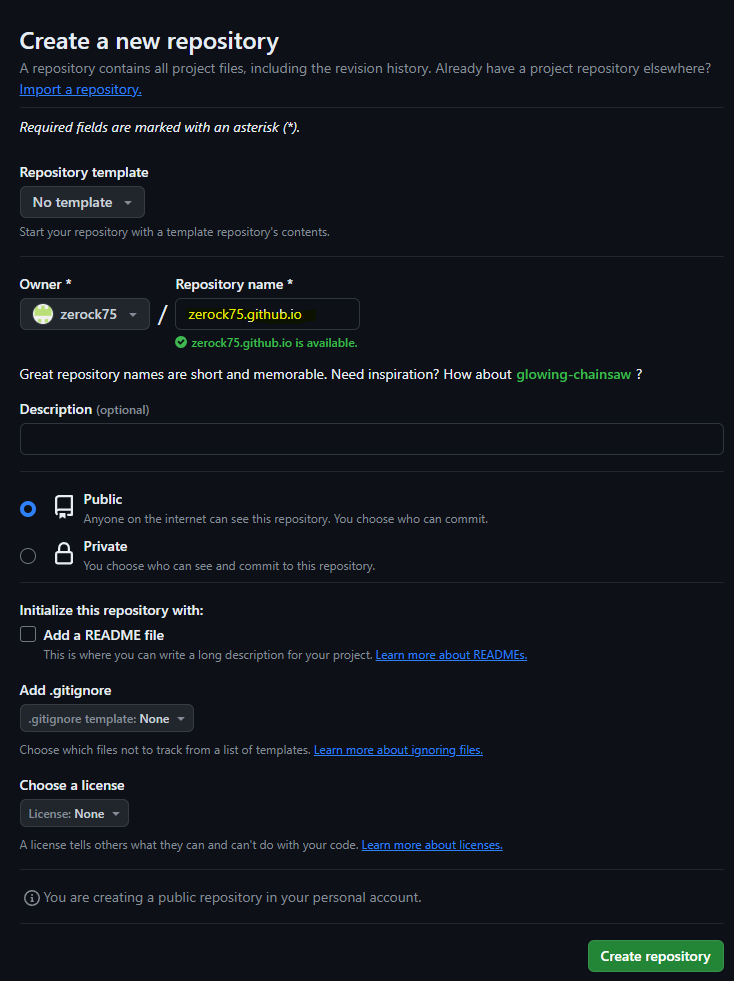 Create a new repository
A repository contains all project files, including the revision history. Already have a project repository elsewhere?
Import a repository.
Required fields are marked with an asterisk (*).
Repository template
No template
Start your repository with a template repository's contents.
Owner * Repository name *
zerock75 / zerock75.github.io
zerock75.github.io is available.
Great repository names are short and memorable. Need inspiration? How about glowing-chainsaw ?
Description (optional)
Public
Anyone on the internet can see this repository. You choose who can commit.
Private
You choose who can see and commit to this repository.
Initialize this repository with:
Add a README file
This is where you can write a long description for your project. Learn more about READMEs.
Add .gitignore
.gitignore template: None
Choose which files not to track from a list of templates. Learn more about ignoring files.
Choose a license
License: None
A license tells others what they can and can't do with your code. Learn more about licenses.
You are creating a public repository in your personal account.
Create repository